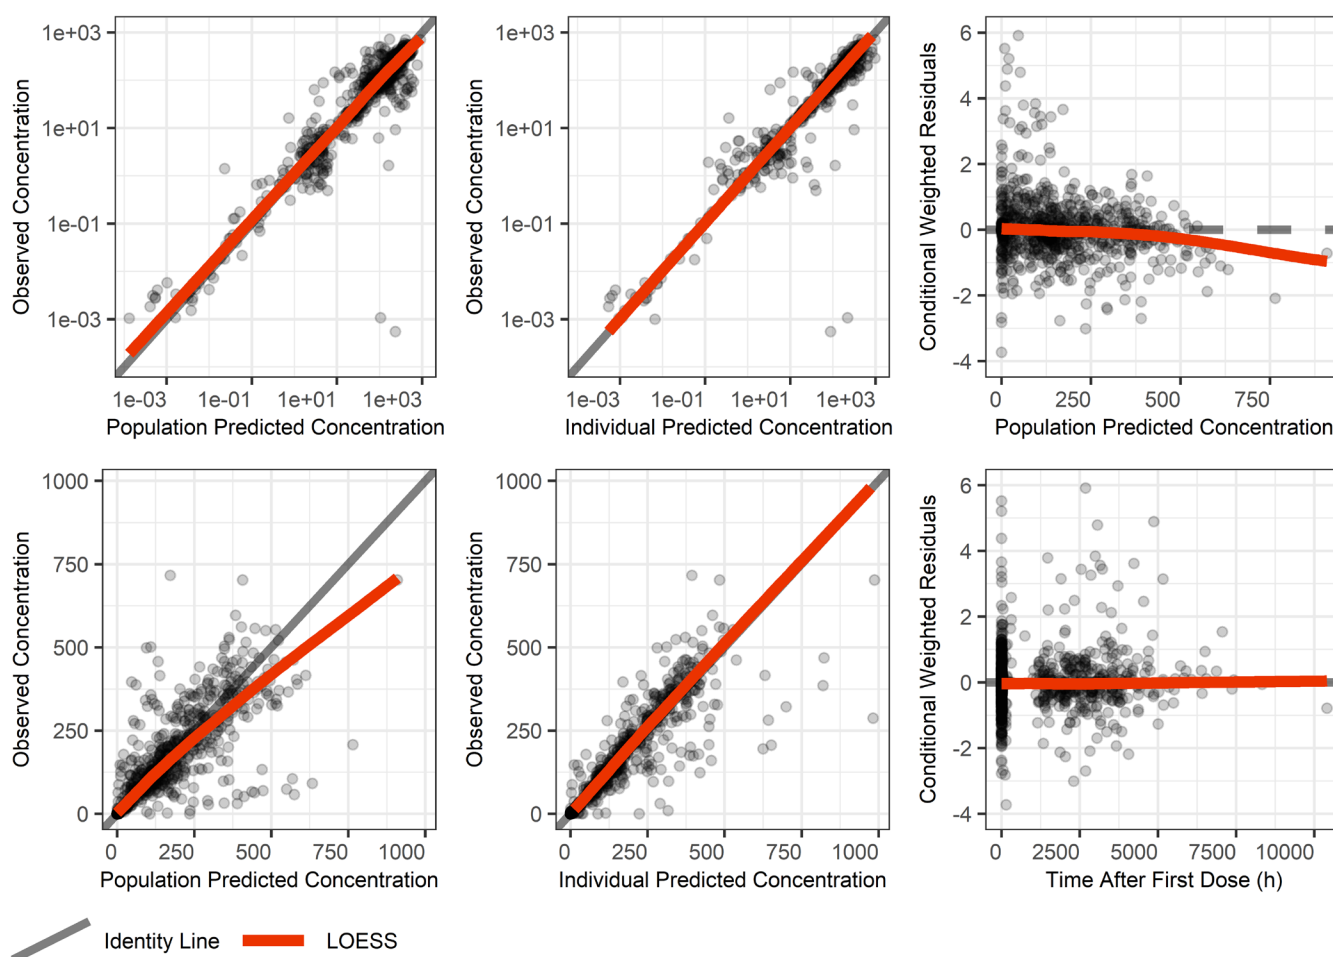 1e+03
1e+01
1e-01
1e-03
Observed Concentration
1e-03 1e-01 1e+01 1e+03
Population Predicted Concentration
1e+03
1e+01
1e-01
1e-03
Observed Concentration
1e-03 1e-01 1e+01 1e+03
Individual Predicted Concentration
6
4
2
0
-2
-4
Conditional Weighted Residuals
0 250 500 750
Population Predicted Concentration
1000
750
500
250
0
Observed Concentration
0 250 500 750 1000
Population Predicted Concentration
1000
750
500
250
0
Observed Concentration
0 250 500 750 1000
Individual Predicted Concentration
6
4
2
0
-2
-4
Conditional Weighted Residuals
0 2500 5000 7500 10000
Time After First Dose (h)
Identity Line LOESS